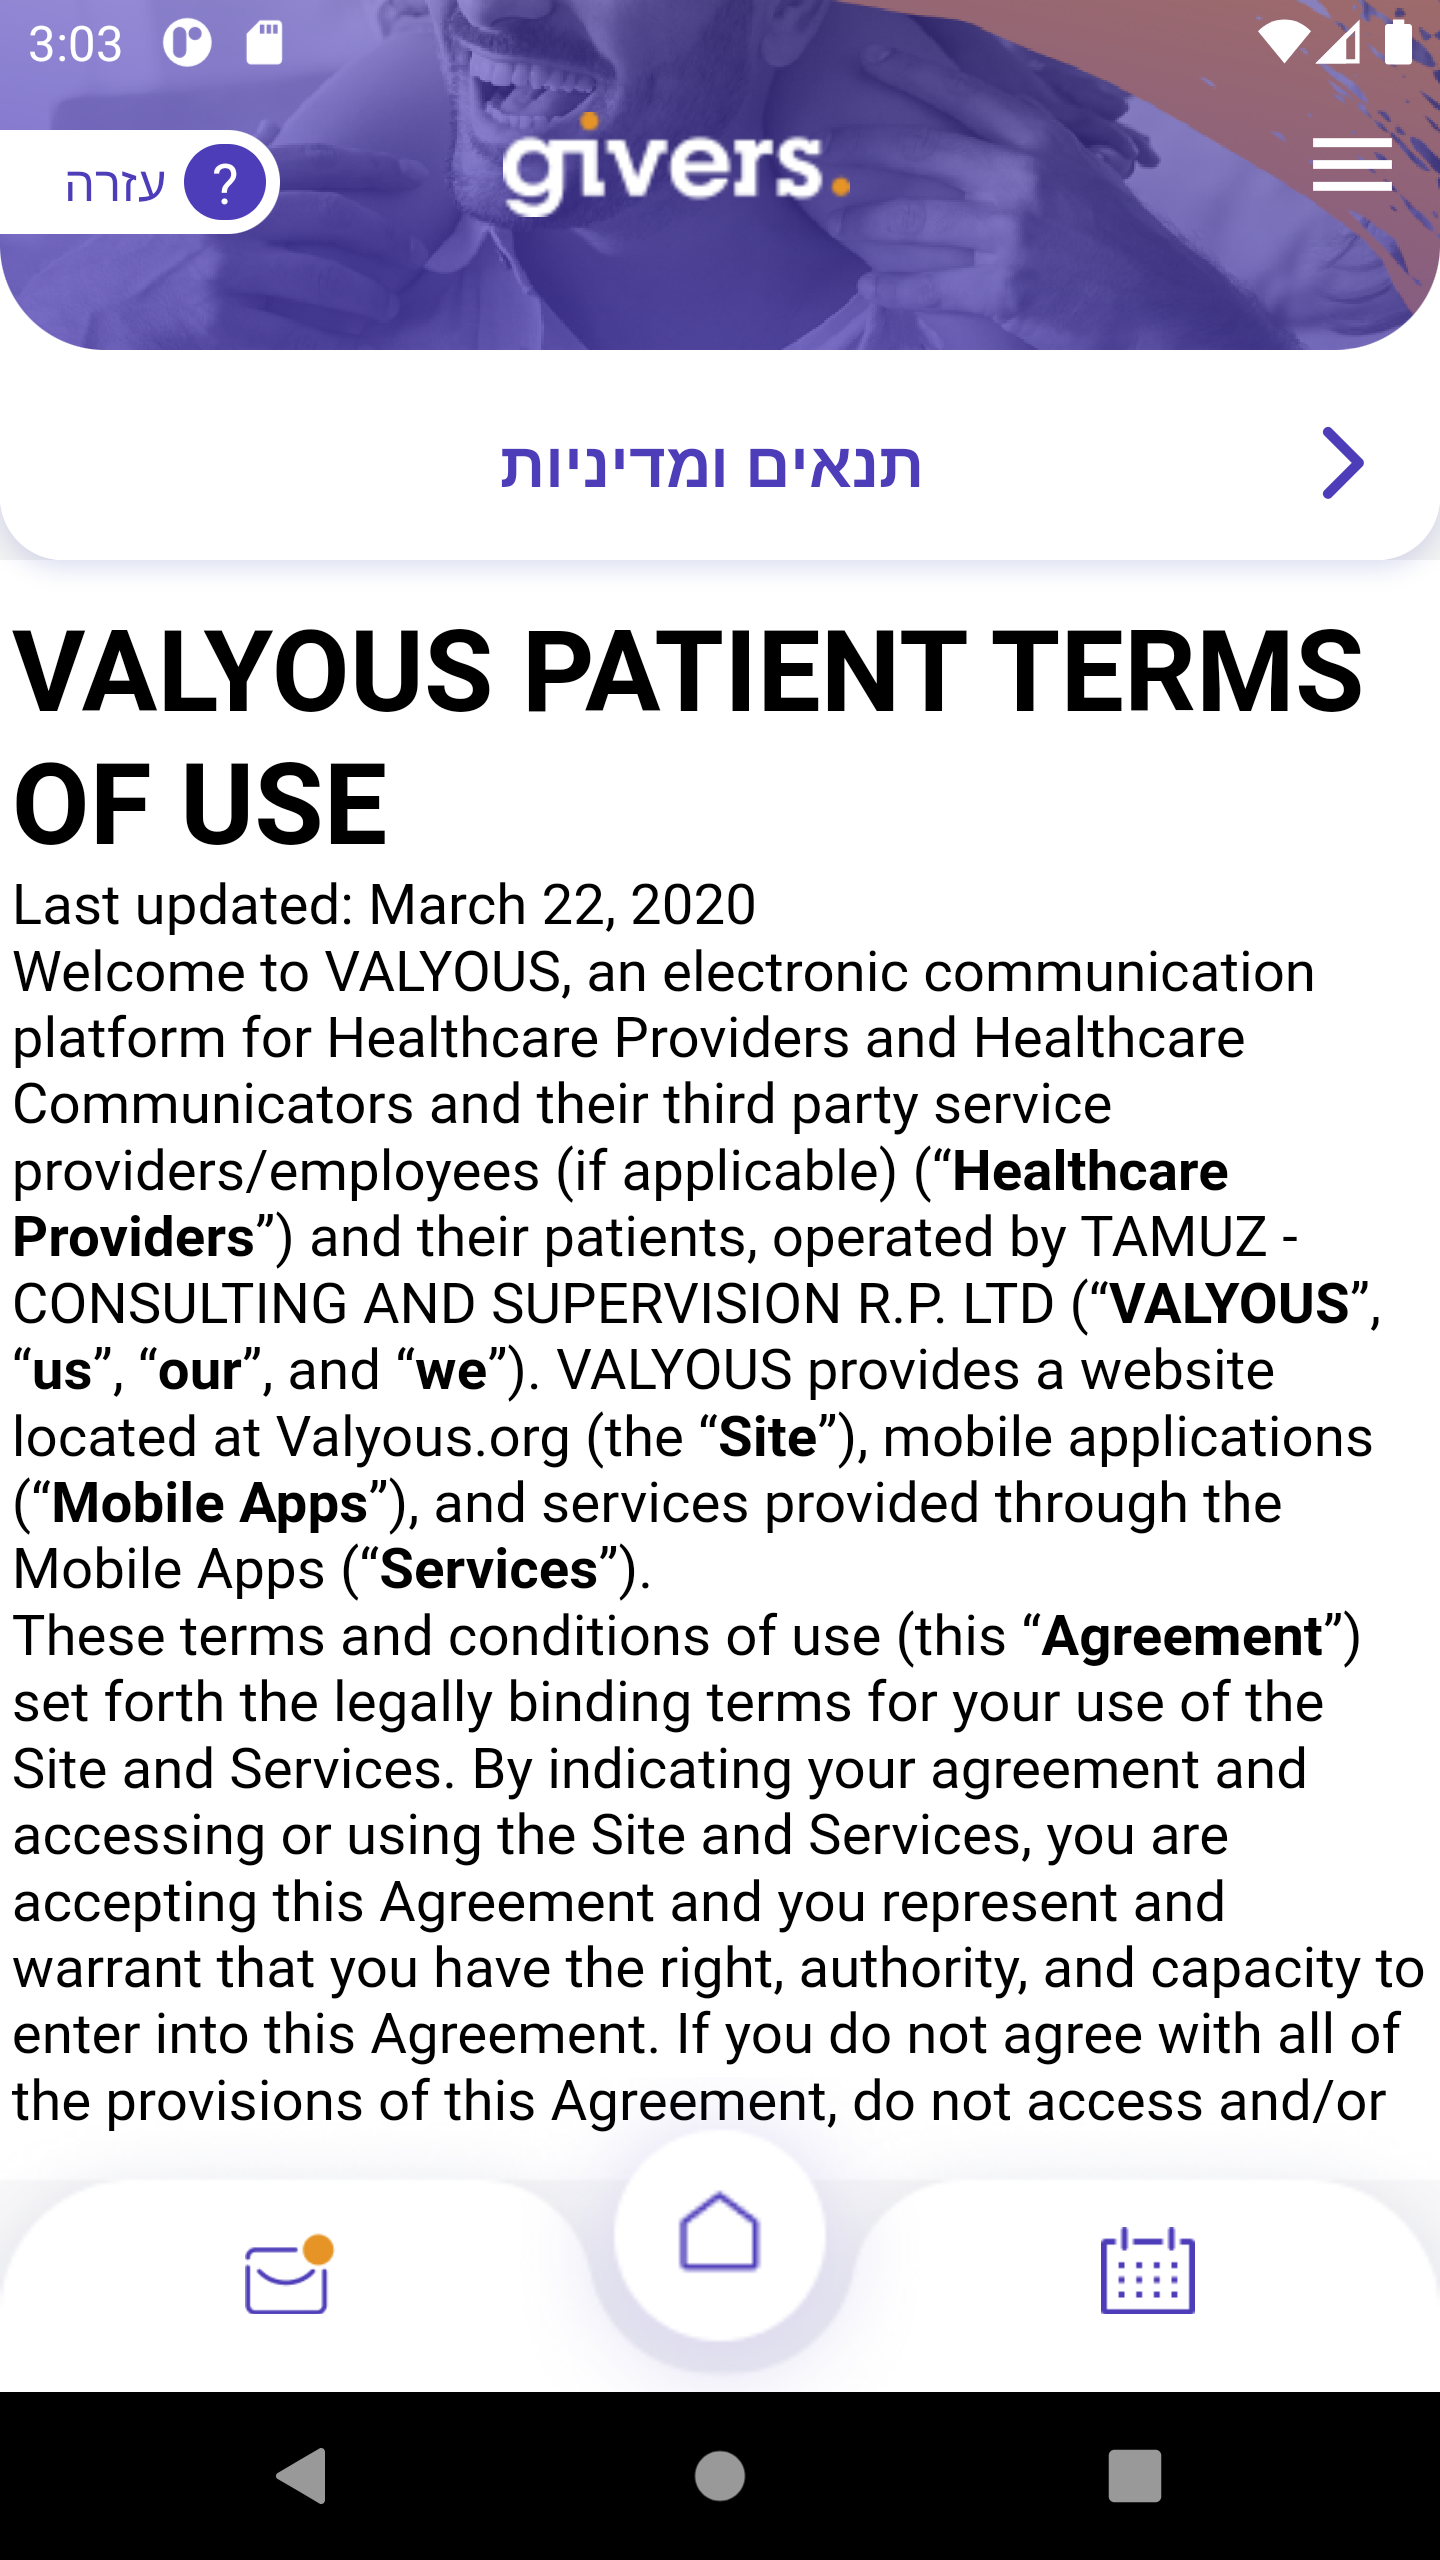 3:03
givers.
עזרה ?
תנאים ומדיניות
VALYOUS PATIENT TERMS
OF USE
Last updated: March 22, 2020
Welcome to VALYOUS, an electronic communication
platform for Healthcare Providers and Healthcare
Communicators and their third party service
providers/employees (if applicable) (“Healthcare
Providers”) and their patients, operated by TAMUZ -
CONSULTING AND SUPERVISION R.P. LTD (“VALYOUS”,
“us”, “our”, and “we”). VALYOUS provides a website
located at Valyous.org (the “Site”), mobile applications
(“Mobile Apps”), and services provided through the
Mobile Apps (“Services”).
These terms and conditions of use (this “Agreement”)
set forth the legally binding terms for your use of the
Site and Services. By indicating your agreement and
accessing or using the Site and Services, you are
accepting this Agreement and you represent and
warrant that you have the right, authority, and capacity to
enter into this Agreement. If you do not agree with all of
the provisions of this Agreement, do not access and/or